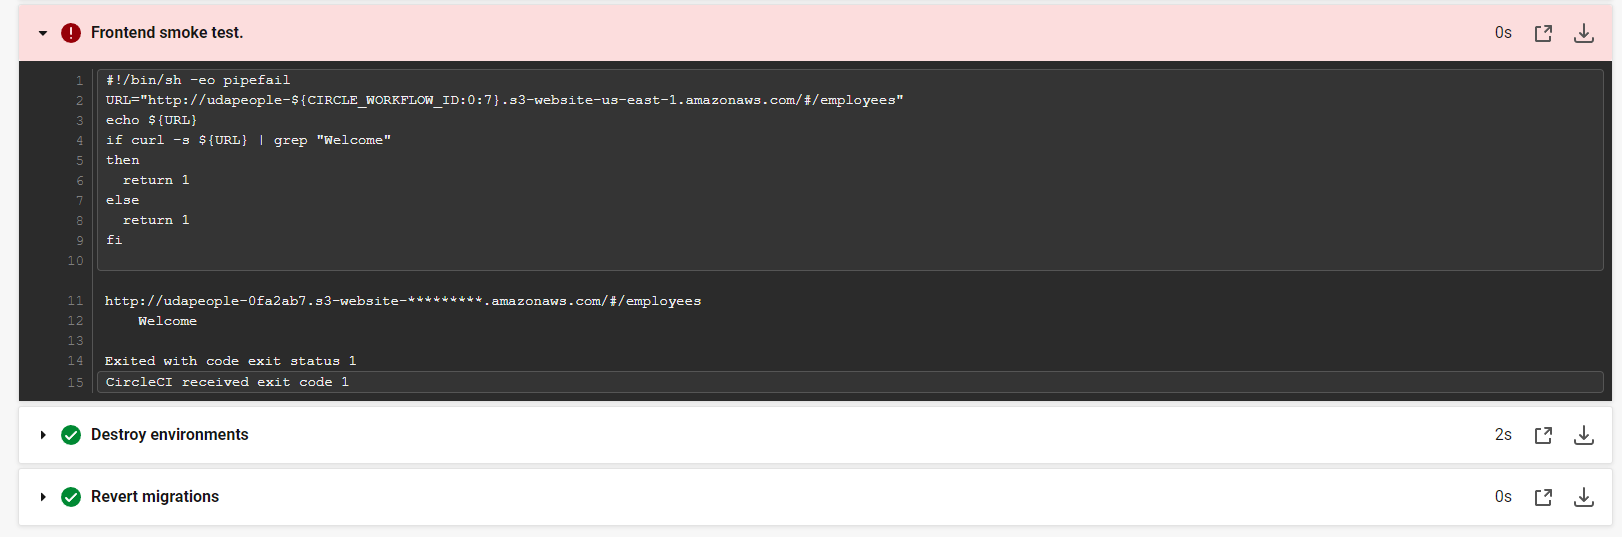 Frontend smoke test.
0s
1 #!/bin/sh -eo pipefail
2 URL="http://udapeople-${CIRCLE_WORKFLOW_ID:0:7}.s3-website-us-east-1.amazonaws.com/#/employees"
3 echo ${URL}
4 if curl -s ${URL} | grep "Welcome"
5 then
6   return 1
7 else
8   return 1
9 fi
10
11 http://udapeople-0fa2ab7.s3-website-*********.amazonaws.com/#/employees
12     Welcome
13
14 Exited with code exit status 1
15 CircleCI received exit code 1
Destroy environments
2s
Revert migrations
0s